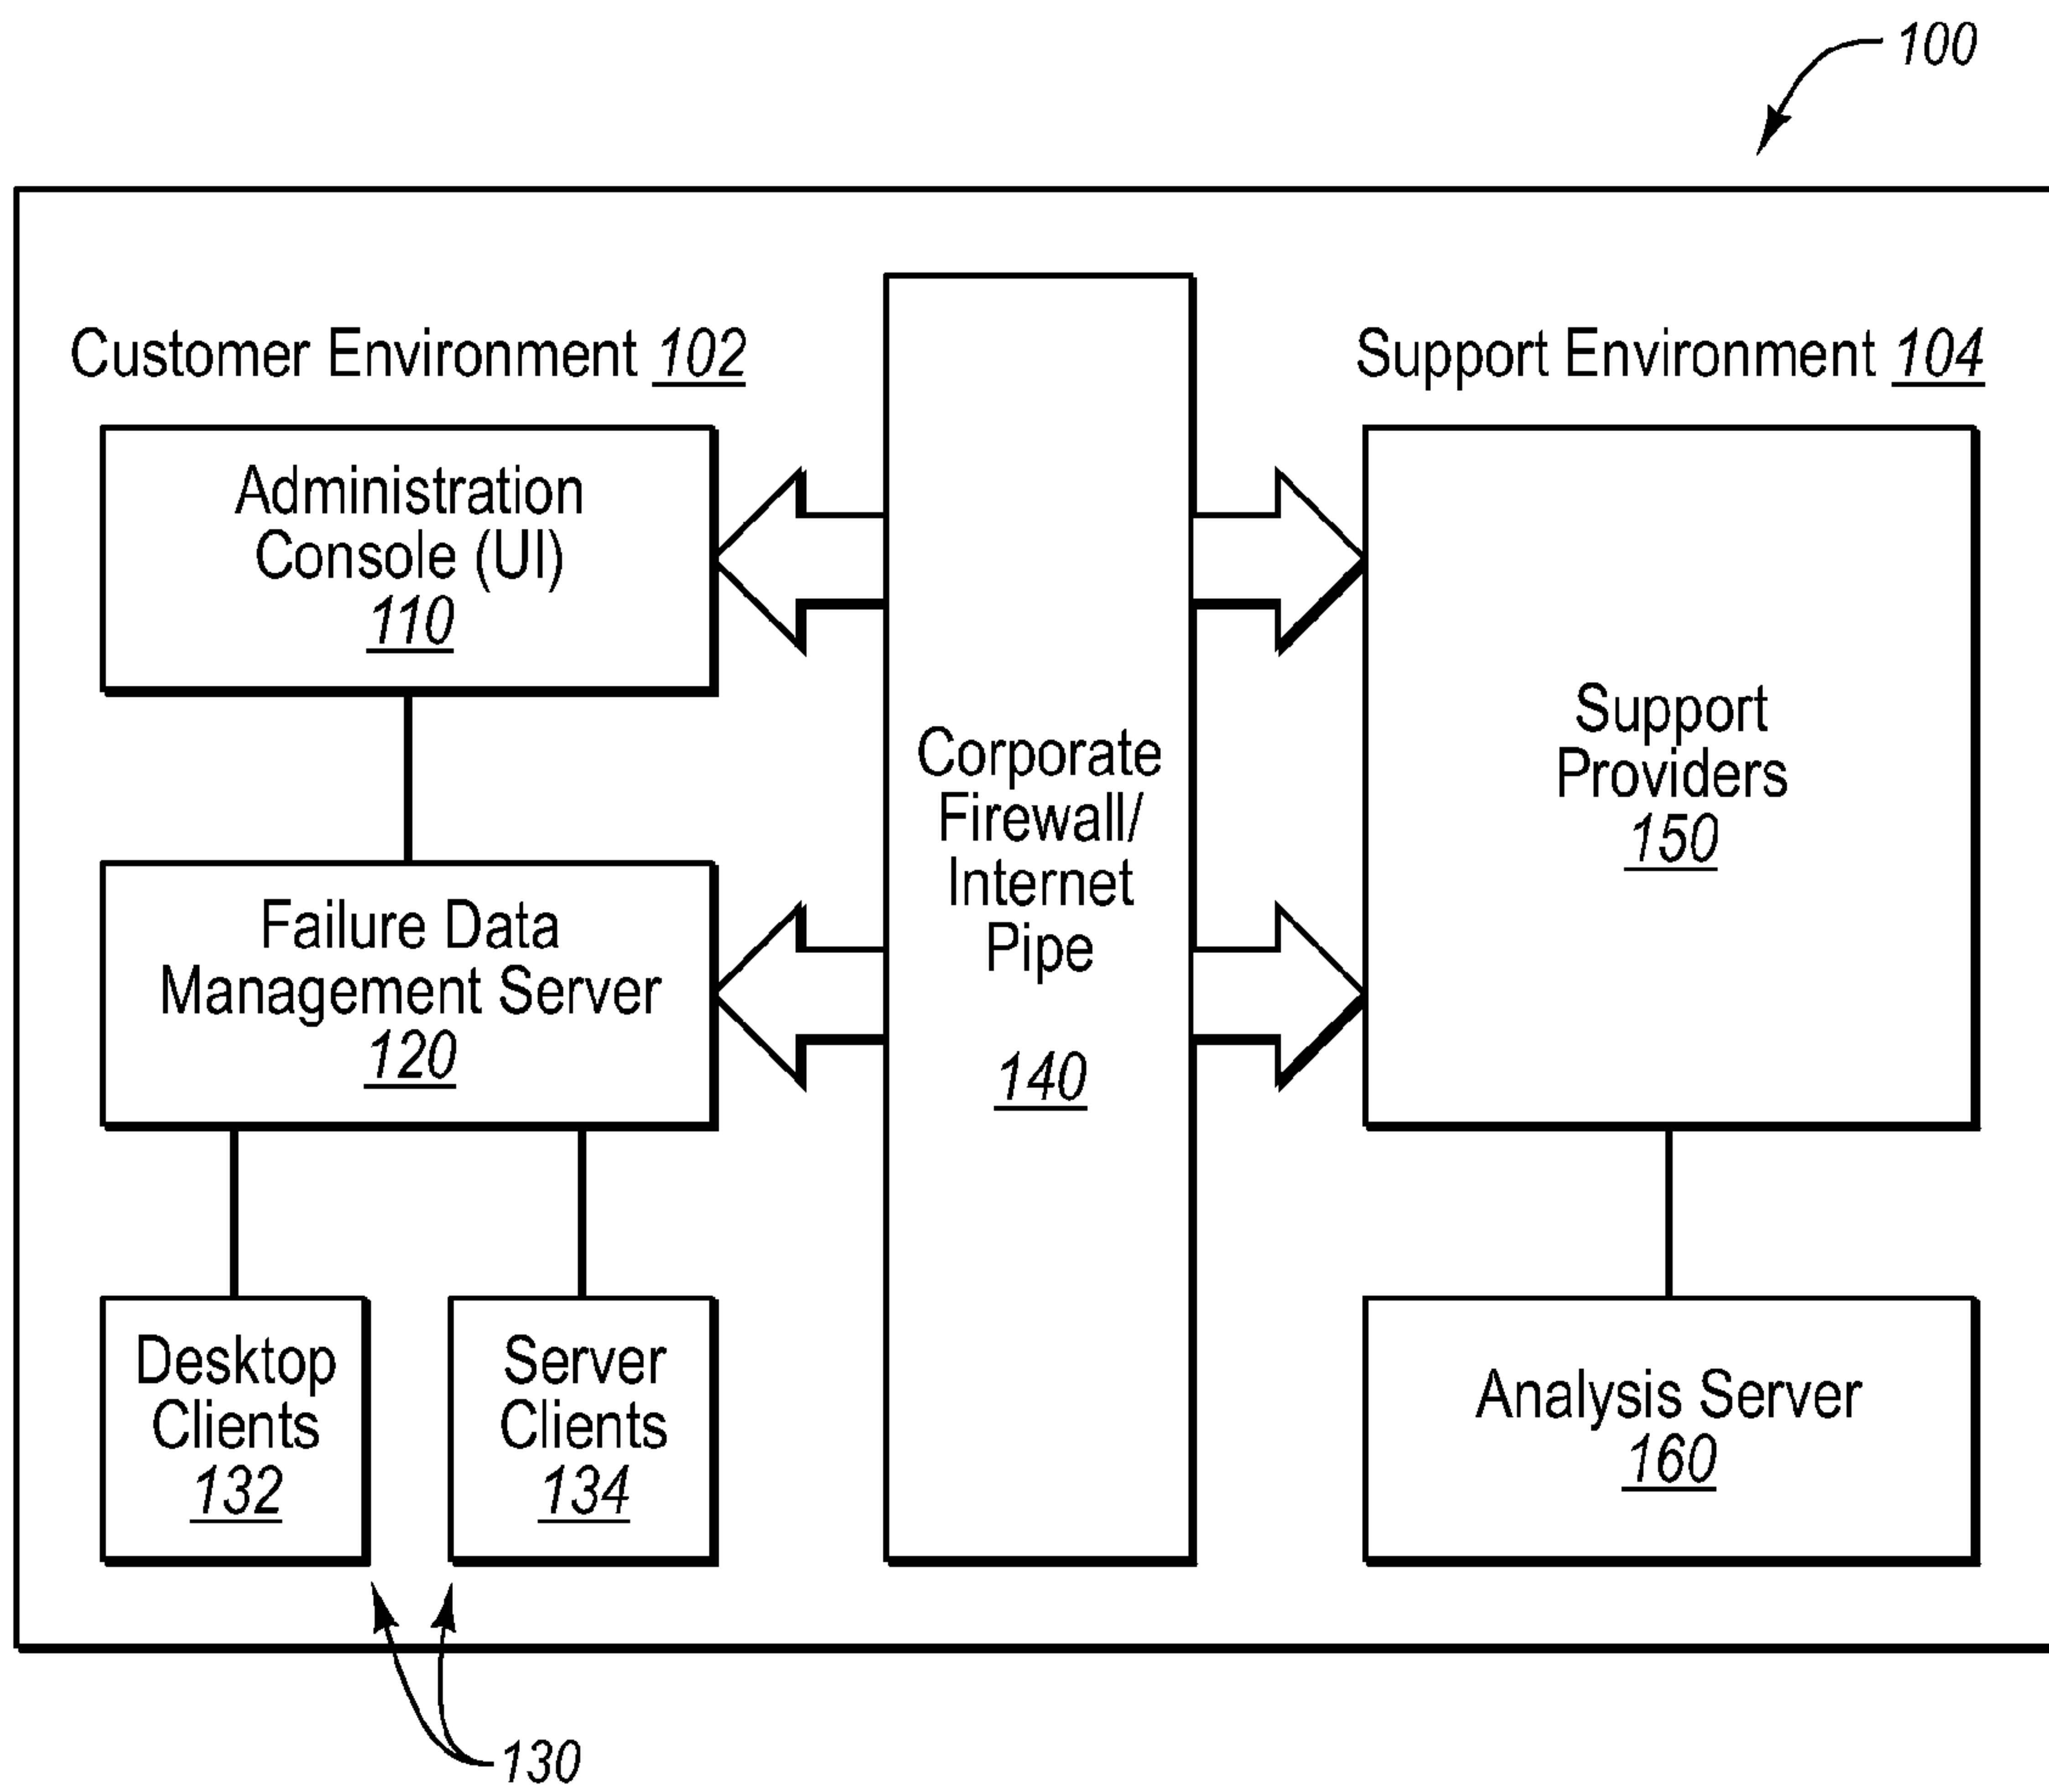 100
Customer Environment 102
Support Environment 104
Administration
Console (UI)
110
Failure Data
Management Server
120
Desktop
Clients
132
Server
Clients
134
130
Corporate
Firewall/
Internet
Pipe
140
Support
Providers
150
Analysis Server
160